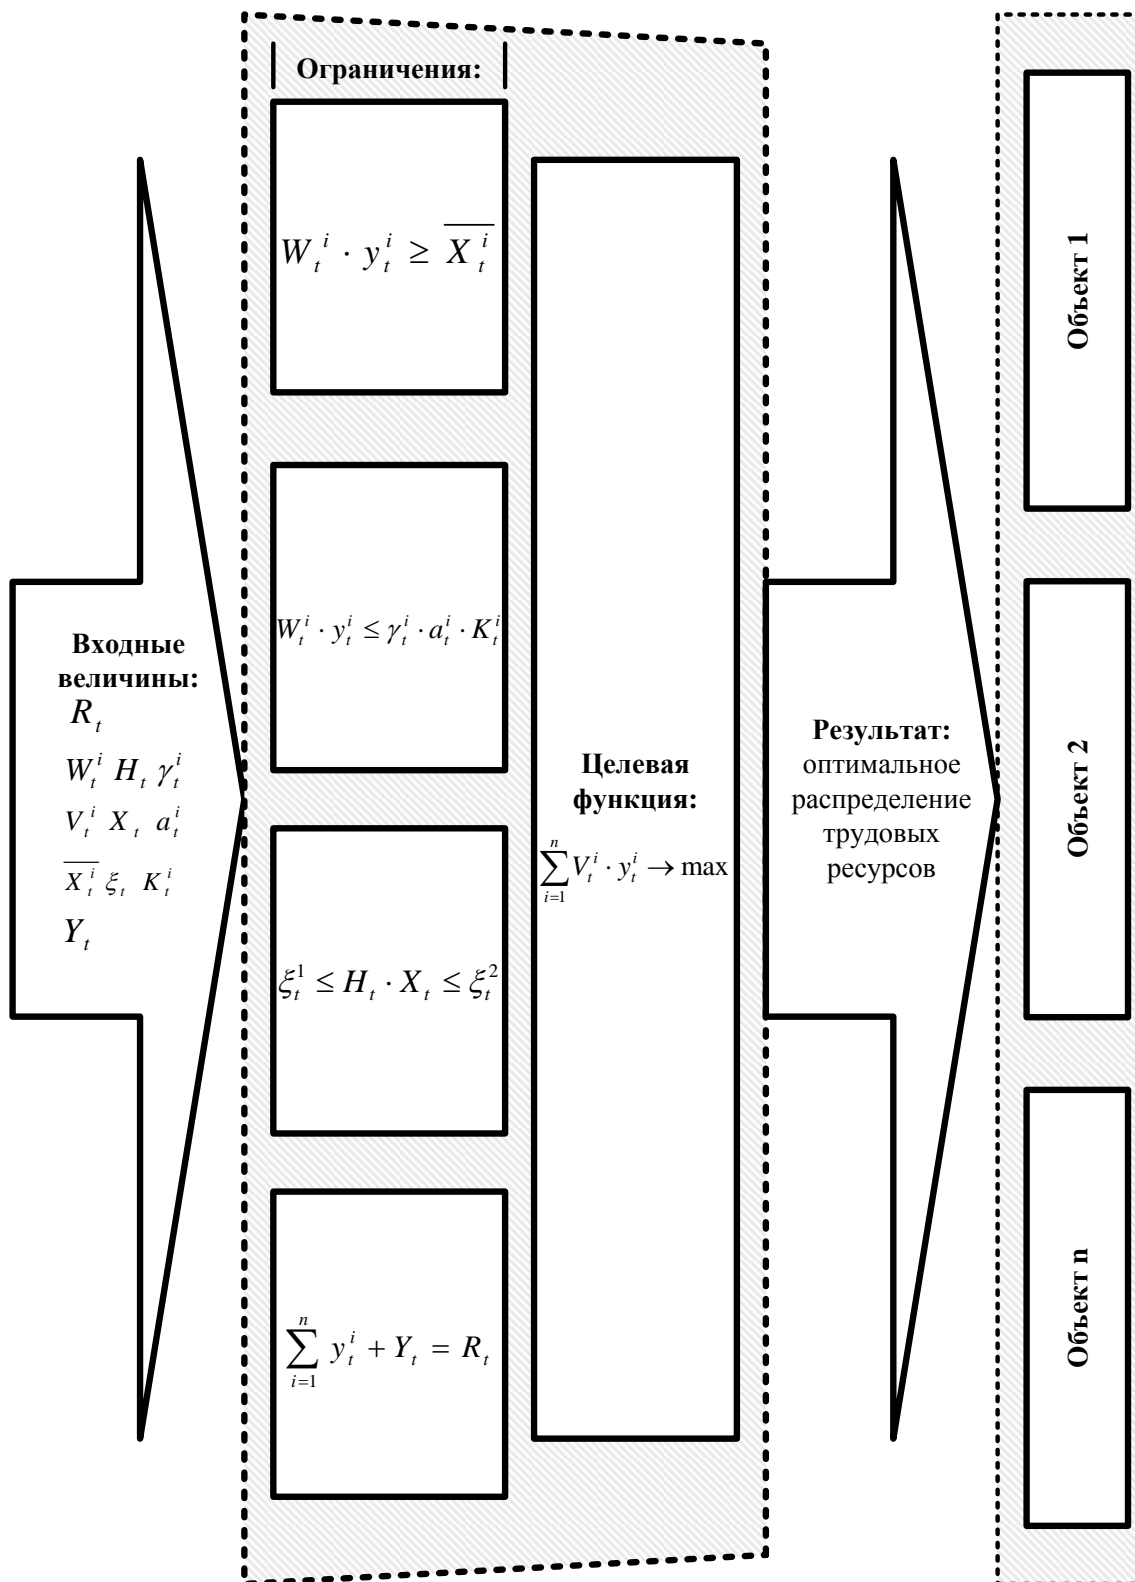 Входные
величины:
R_t
W_t^i H_t γ_t^i
V_t^i X_t a_t^i
\overline{X_t^i} ξ_t K_t^i
Y_t
Ограничения:
W_t^i · y_t^i ≥ \overline{X_t^i}
W_t^i · y_t^i ≤ γ_t^i · a_t^i · K_t^i
ξ_t^1 ≤ H_t · X_t ≤ ξ_t^2
\sum_{i=1}^{n} y_t^i + Y_t = R_t
Целевая
функция:
\sum_{i=1}^{n} V_t^i · y_t^i → max
Результат:
оптимальное
распределение
трудовых
ресурсов
Объект 1
Объект 2
Объект n